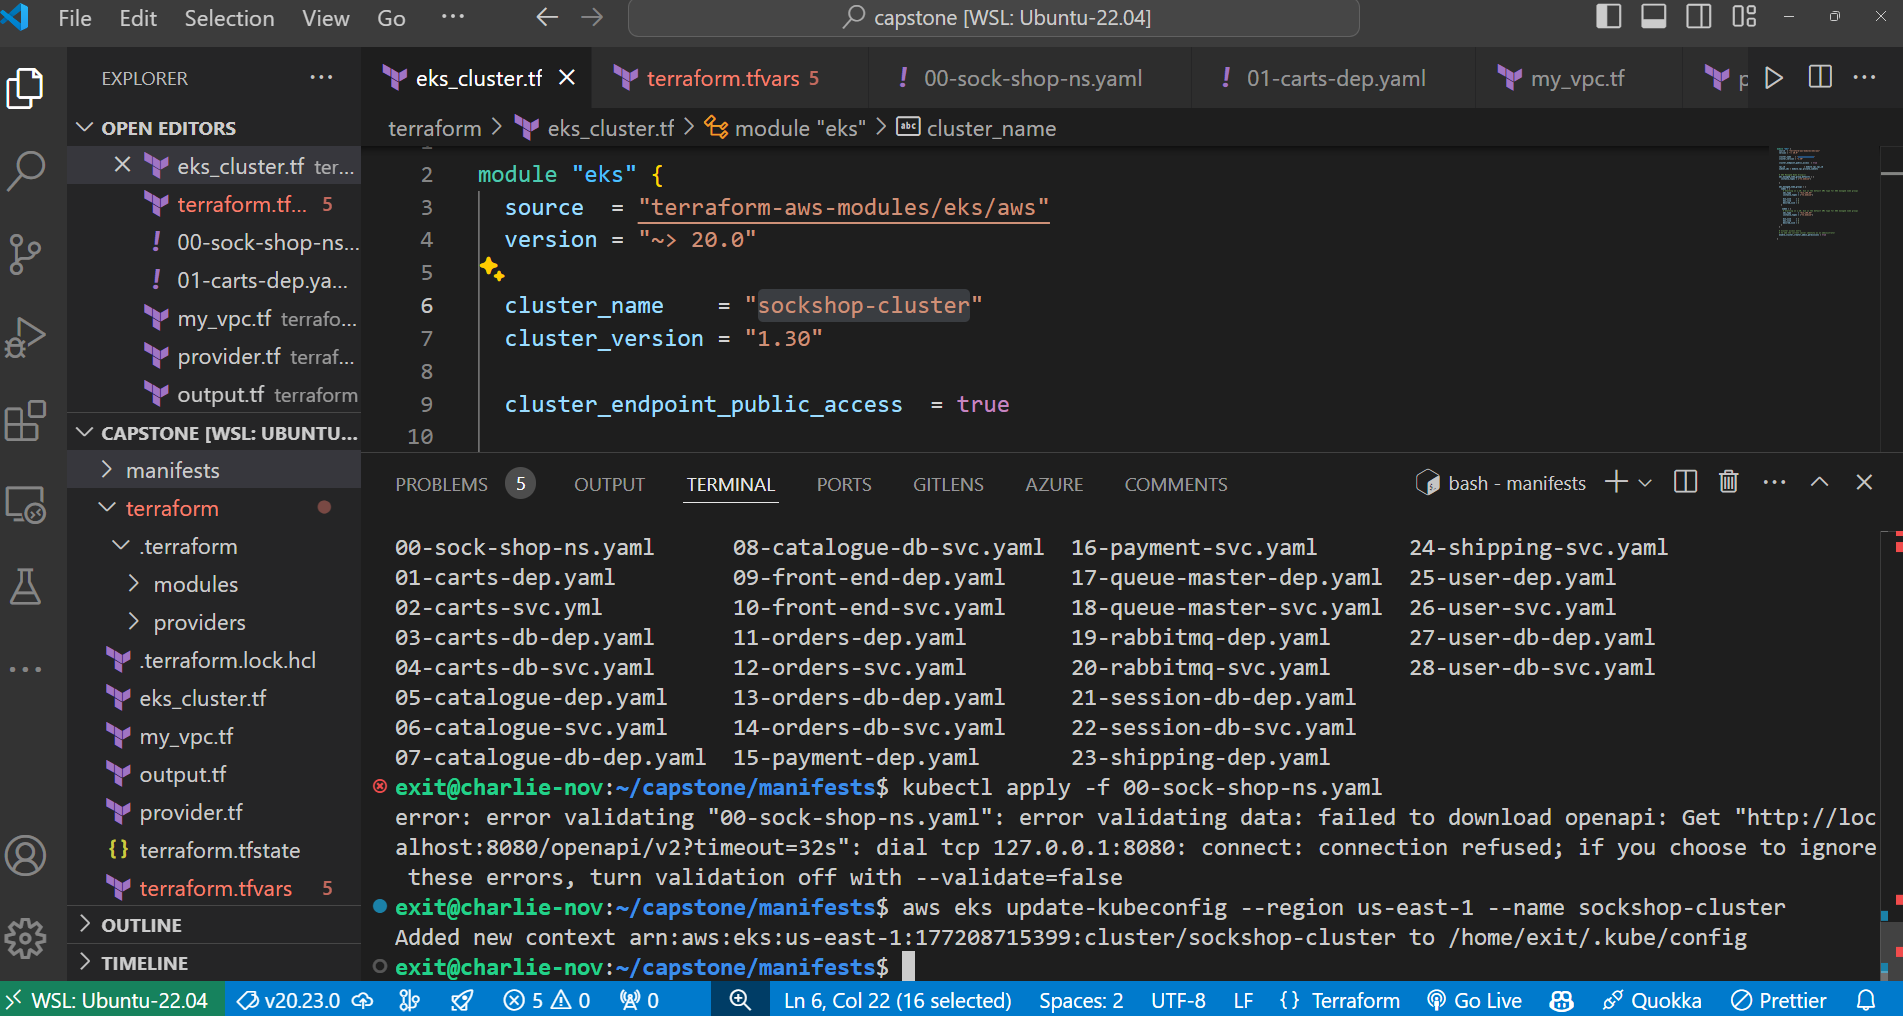 File Edit Selection View Go ···
capstone [WSL: Ubuntu-22.04]
EXPLORER ···
OPEN EDITORS
eks_cluster.tf ter...
terraform.tf... 5
! 00-sock-shop-ns...
! 01-carts-dep.ya...
my_vpc.tf terrafo...
provider.tf terraf...
output.tf terraform
CAPSTONE [WSL: UBUNTU...
manifests
terraform
.terraform
modules
providers
.terraform.lock.hcl
eks_cluster.tf
my_vpc.tf
output.tf
provider.tf
{} terraform.tfstate
terraform.tfvars 5
OUTLINE
TIMELINE
eks_cluster.tf
terraform.tfvars 5
! 00-sock-shop-ns.yaml
! 01-carts-dep.yaml
my_vpc.tf
terraform > eks_cluster.tf > module "eks" > abc cluster_name
2 module "eks" {
3 source = "terraform-aws-modules/eks/aws"
4 version = "~> 20.0"
5
6 cluster_name = "sockshop-cluster"
7 cluster_version = "1.30"
8
9 cluster_endpoint_public_access = true
10
PROBLEMS 5 OUTPUT TERMINAL PORTS GITLENS AZURE COMMENTS
bash - manifests
00-sock-shop-ns.yaml 08-catalogue-db-svc.yaml 16-payment-svc.yaml 24-shipping-svc.yaml
01-carts-dep.yaml 09-front-end-dep.yaml 17-queue-master-dep.yaml 25-user-dep.yaml
02-carts-svc.yml 10-front-end-svc.yaml 18-queue-master-svc.yaml 26-user-svc.yaml
03-carts-db-dep.yaml 11-orders-dep.yaml 19-rabbitmq-dep.yaml 27-user-db-dep.yaml
04-carts-db-svc.yaml 12-orders-svc.yaml 20-rabbitmq-svc.yaml 28-user-db-svc.yaml
05-catalogue-dep.yaml 13-orders-db-dep.yaml 21-session-db-dep.yaml
06-catalogue-svc.yaml 14-orders-db-svc.yaml 22-session-db-svc.yaml
07-catalogue-db-dep.yaml 15-payment-dep.yaml 23-shipping-dep.yaml
exit@charlie-nov:~/capstone/manifests$ kubectl apply -f 00-sock-shop-ns.yaml
error: error validating "00-sock-shop-ns.yaml": error validating data: failed to download openapi: Get "http://loc
alhost:8080/openapi/v2?timeout=32s": dial tcp 127.0.0.1:8080: connect: connection refused; if you choose to ignore
these errors, turn validation off with --validate=false
exit@charlie-nov:~/capstone/manifests$ aws eks update-kubeconfig --region us-east-1 --name sockshop-cluster
Added new context arn:aws:eks:us-east-1:177208715399:cluster/sockshop-cluster to /home/exit/.kube/config
exit@charlie-nov:~/capstone/manifests$
WSL: Ubuntu-22.04 v20.23.0 5 0 0 Ln 6, Col 22 (16 selected) Spaces: 2 UTF-8 LF {} Terraform Go Live Quokka Prettier